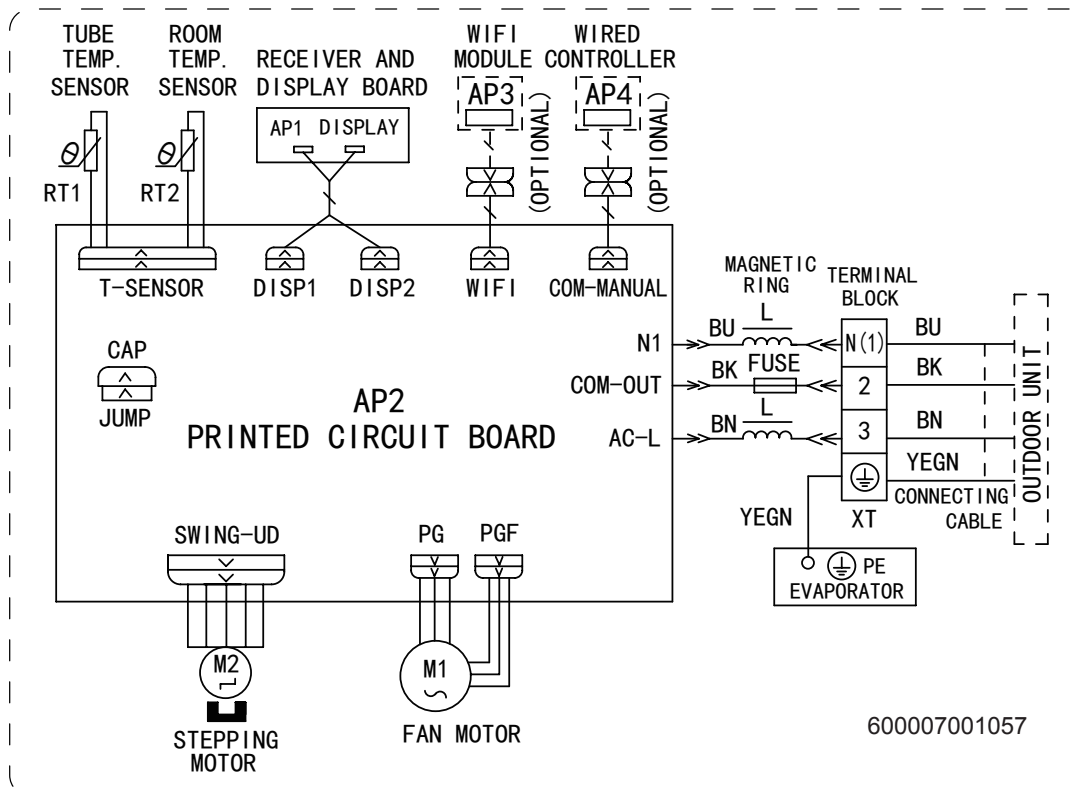 TUBE
TEMP.
SENSOR
ROOM
TEMP.
SENSOR
RECEIVER AND
DISPLAY BOARD
WIFI
MODULE
WIRED
CONTROLLER
AP1 DISPLAY
AP3
(OPTIONAL)
AP4
(OPTIONAL)
θ
RT1
θ
RT2
T-SENSOR
DISP1
DISP2
WIFI
COM-MANUAL
MAGNETIC
RING
TERMINAL
BLOCK
CAP
JUMP
AP2
PRINTED CIRCUIT BOARD
N1
BU
L
N(1)
BU
COM-OUT
BK
FUSE
2
BK
AC-L
BN
L
3
BN
YEGN
OUTDOOR UNIT
YEGN
XT
CONNECTING
CABLE
PE
EVAPORATOR
SWING-UD
PG
PGF
M2
STEPPING
MOTOR
M1
FAN MOTOR
600007001057